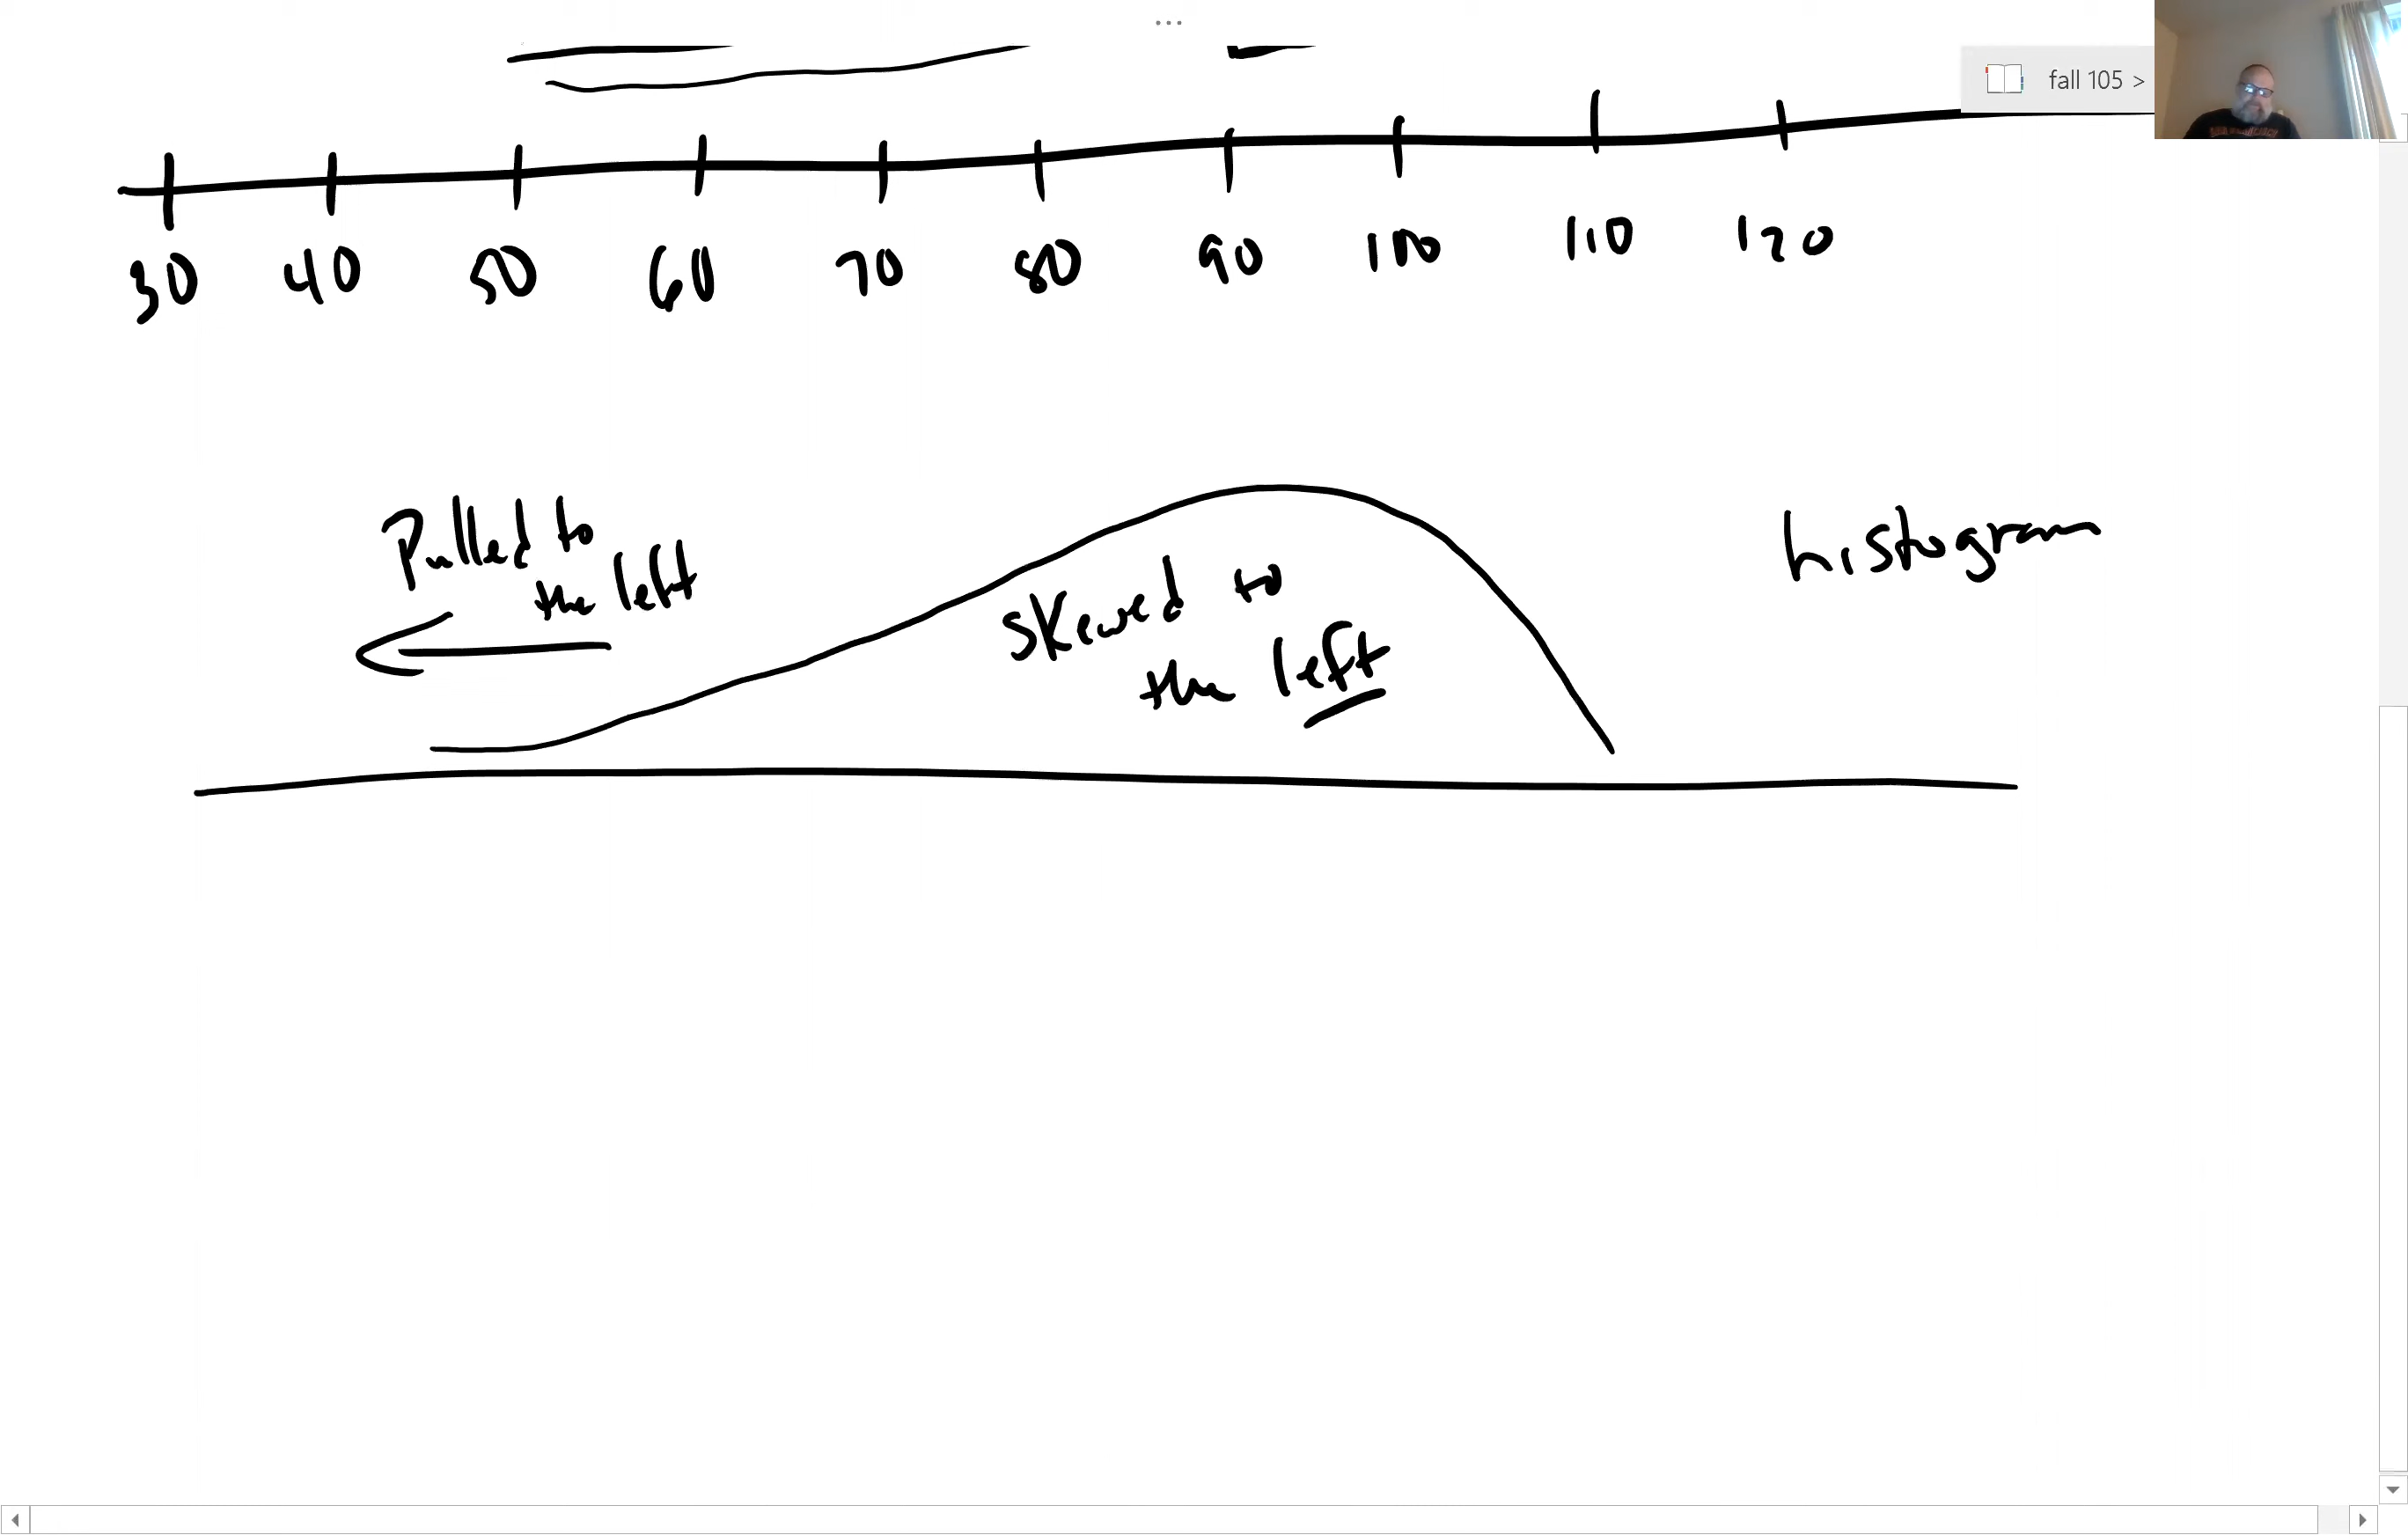 fall 105 >
30 40 50 60 70 80 90 100 110 120
Pulled to
the left
skewed to
the left
histogram